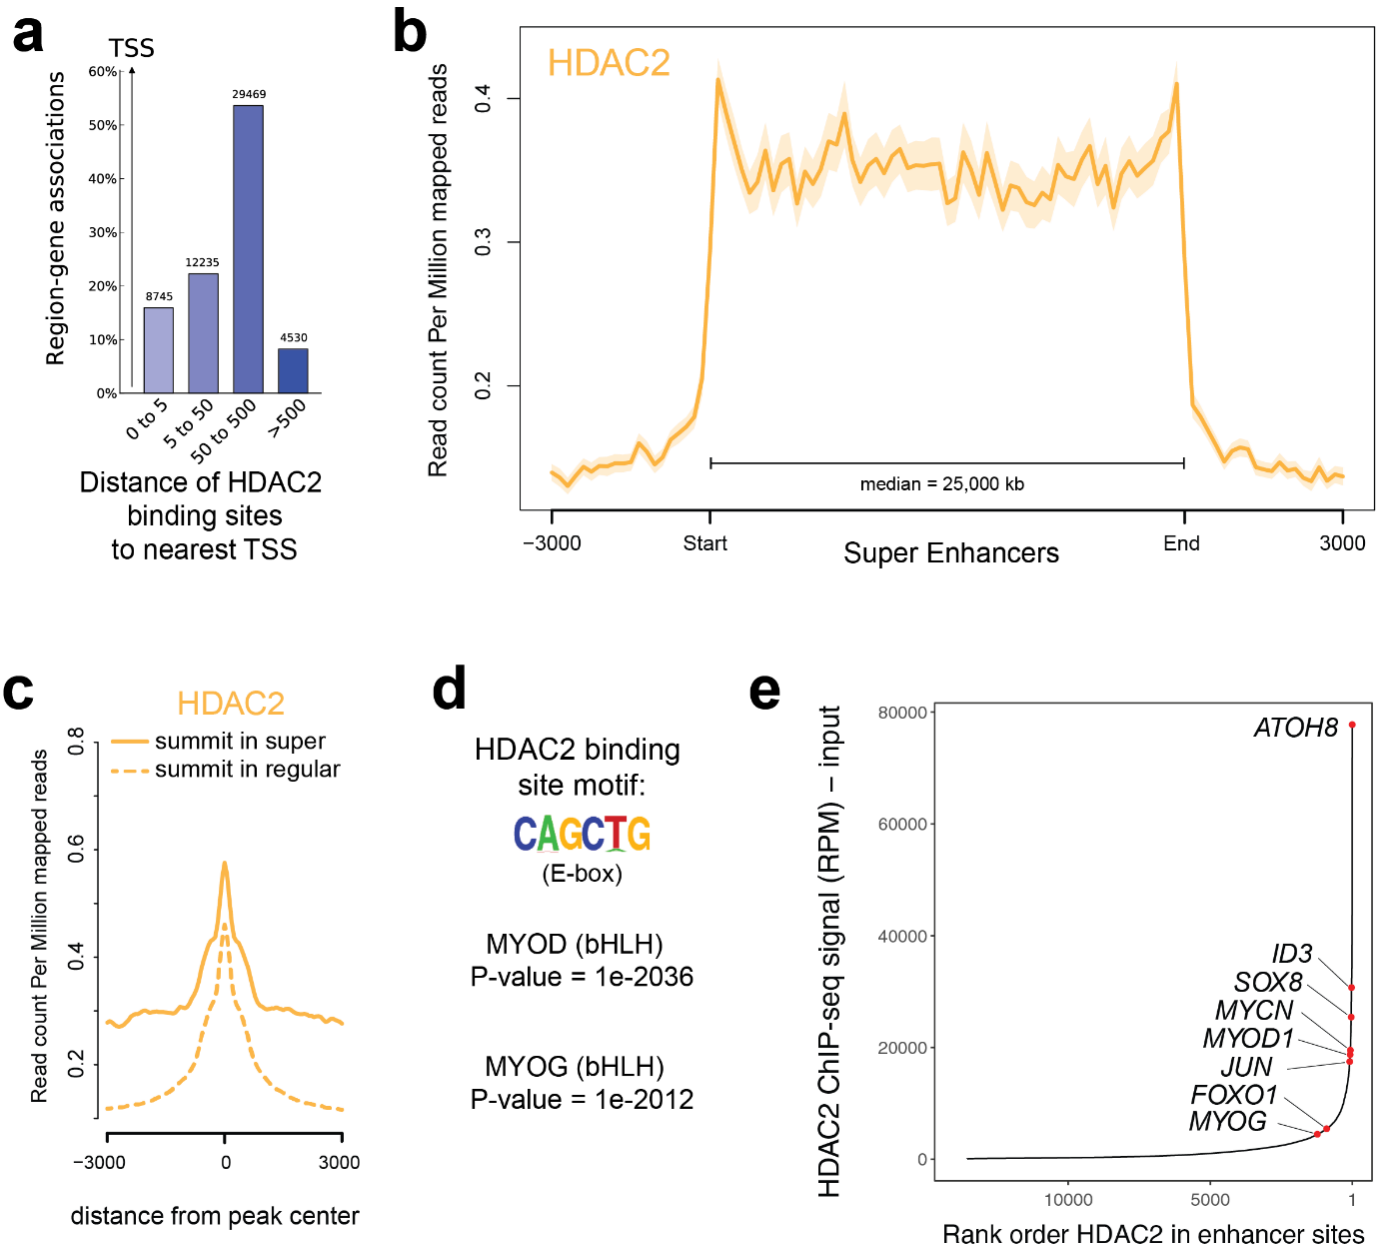 a
TSS
60%
50%
40%
30%
20%
10%
0%
Region-gene associations
8745
12235
29469
4530
0 to 5
5 to 50
50 to 500
>500
Distance of HDAC2
binding sites
to nearest TSS
b
HDAC2
Read count Per Million mapped reads
0.4
0.3
0.2
median = 25,000 kb
−3000
Start
Super Enhancers
End
3000
c
HDAC2
summit in super
summit in regular
Read count Per Million mapped reads
0.8
0.6
0.4
0.2
−3000
0
3000
distance from peak center
d
HDAC2 binding
site motif:
CAGCTG
(E-box)
MYOD (bHLH)
P-value = 1e-2036
MYOG (bHLH)
P-value = 1e-2012
e
HDAC2 ChIP-seq signal (RPM) − input
80000
60000
40000
20000
0
ATOH8
ID3
SOX8
MYCN
MYOD1
JUN
FOXO1
MYOG
10000
5000
1
Rank order HDAC2 in enhancer sites